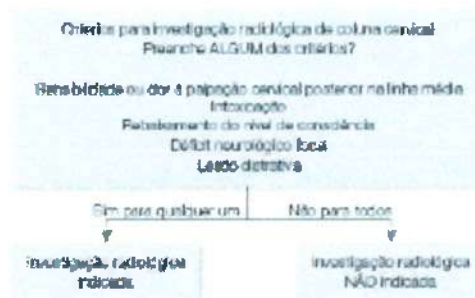 Critérios para investigação radiológica de coluna cervical
Preenche ALGUM dos critérios?
Sensibilidade ou dor à palpação cervical posterior na linha média
Intoxicação
Rebaixamento do nível de consciência
Déficit neurológico focal
Lesão distrativa
Sim para qualquer um
Não para todos
Investigação radiológica
indicada
Investigação radiológica
NÃO indicada